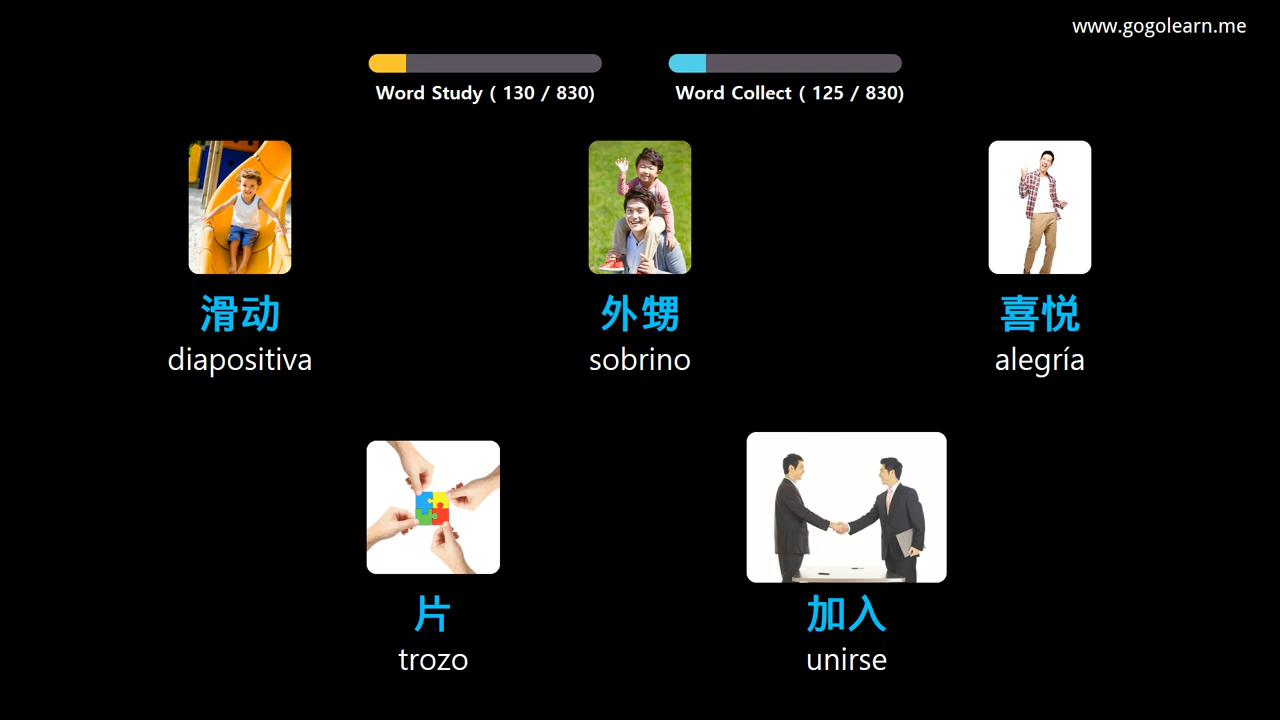 www.gogolearn.me
Word Study ( 130 / 830)
Word Collect ( 125 / 830)
滑动
diapositiva
外甥
sobrino
喜悦
alegría
片
trozo
加入
unirse